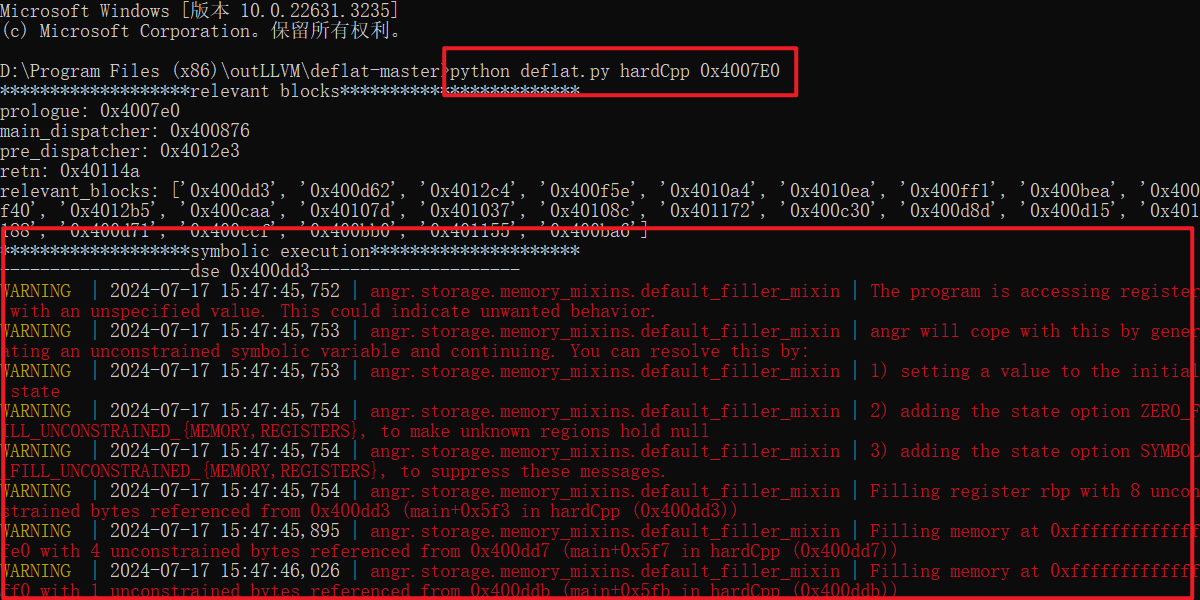 Microsoft Windows [版本 10.0.22631.3235]
(c) Microsoft Corporation。保留所有权利。
D:\Program Files (x86)\outLLVM\deflat-master>python deflat.py hardCpp 0x4007E0
*******************relevant blocks************************
prologue: 0x4007e0
main_dispatcher: 0x400876
pre_dispatcher: 0x4012e3
retn: 0x40114a
relevant_blocks: ['0x400dd3', '0x400d62', '0x4012c4', '0x400f5e', '0x4010a4', '0x4010ea', '0x400ff1', '0x400bea', '0x400
f40', '0x4012b5', '0x400caa', '0x40107d', '0x401037', '0x40108c', '0x401172', '0x400c30', '0x400d8d', '0x400d15', '0x401
188', '0x400d71', '0x400ccf', '0x400bb0', '0x401155', '0x400ba6']
*******************symbolic execution*********************
-------------------dse 0x400dd3---------------------
WARNING | 2024-07-17 15:47:45,752 | angr.storage.memory_mixins.default_filler_mixin | The program is accessing register
with an unspecified value. This could indicate unwanted behavior.
WARNING | 2024-07-17 15:47:45,753 | angr.storage.memory_mixins.default_filler_mixin | angr will cope with this by gener
ating an unconstrained symbolic variable and continuing. You can resolve this by:
WARNING | 2024-07-17 15:47:45,753 | angr.storage.memory_mixins.default_filler_mixin | 1) setting a value to the initial
state
WARNING | 2024-07-17 15:47:45,754 | angr.storage.memory_mixins.default_filler_mixin | 2) adding the state option ZERO_F
ILL_UNCONSTRAINED_{MEMORY,REGISTERS}, to make unknown regions hold null
WARNING | 2024-07-17 15:47:45,754 | angr.storage.memory_mixins.default_filler_mixin | 3) adding the state option SYMBOL
_FILL_UNCONSTRAINED_{MEMORY,REGISTERS}, to suppress these messages.
WARNING | 2024-07-17 15:47:45,754 | angr.storage.memory_mixins.default_filler_mixin | Filling register rbp with 8 uncon
strained bytes referenced from 0x400dd3 (main+0x5f3 in hardCpp (0x400dd3))
WARNING | 2024-07-17 15:47:45,895 | angr.storage.memory_mixins.default_filler_mixin | Filling memory at 0xfffffffffffff
fe0 with 4 unconstrained bytes referenced from 0x400dd7 (main+0x5f7 in hardCpp (0x400dd7))
WARNING | 2024-07-17 15:47:46,026 | angr.storage.memory_mixins.default_filler_mixin | Filling memory at 0xfffffffffffff
ff0 with 1 unconstrained bytes referenced from 0x400ddb (main+0x5fb in hardCpp (0x400ddb))